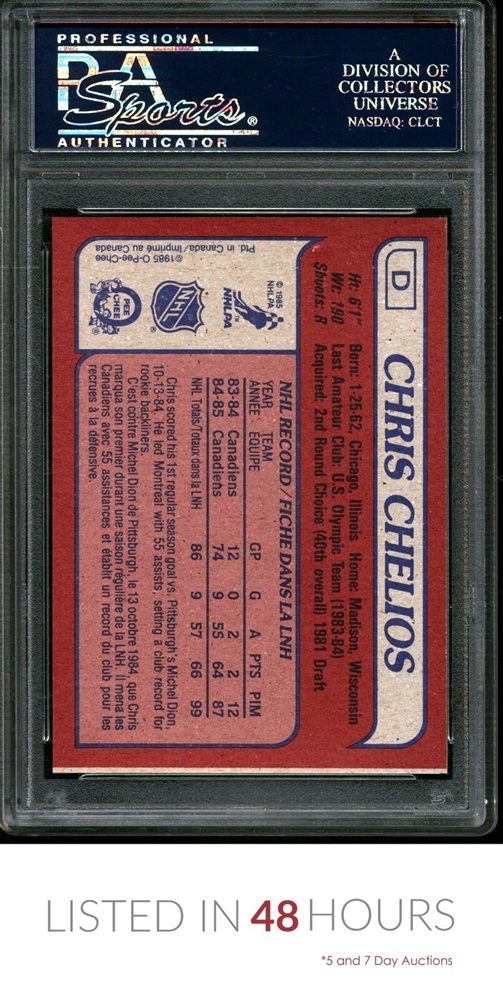 PROFESSIONAL
PSA
Sports®
AUTHENTICATOR
A
DIVISION OF
COLLECTORS
UNIVERSE
NASDAQ: CLCT
D
CHRIS CHELIOS
Ht: 6'1" Born: 1-25-62, Chicago, Illinois Home: Madison, Wisconsin
Wt: 190 Last Amateur Club: U.S. Olympic Team (1983-84)
Shoots: R Acquired: 2nd Round Choice (40th overall) 1981 Draft
NHL RECORD/FICHE DANS LA LNH
YEAR TEAM
ANNÉE ÉQUIPE GP G A PTS PIM
83-84 Canadiens 12 0 2 2 12
84-85 Canadiens 74 9 55 64 87
NHL Totals/Totaux dans la LNH 86 9 57 66 99
Chris scored his 1st regular season goal vs. Pittsburgh's Michel Dion,
10-13-84. He led Montreal with 55 assists, setting a club record for
rookie backliners.
C'est contre Michel Dion de Pittsburgh, le 13 octobre 1984, que Chris
marqua son premier durant une saison régulière de la LNH. Il mena les
Canadiens avec 55 assistances et établit un record du club pour les
recrues à la défensive.
© 1985
NHLPA
NHLPA
NHL
O
PEE
CHEE
©1985 O-Pee-Chee
Ptd. in Canada/Imprimé au Canada
LISTED IN 48 HOURS
*5 and 7 Day Auctions